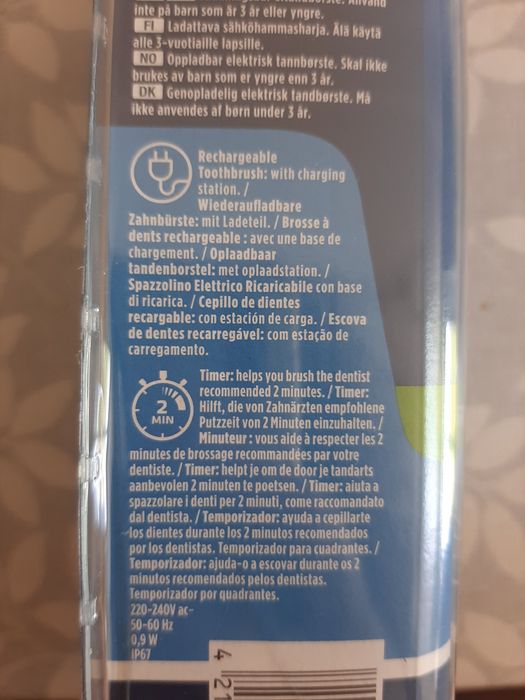 inte på barn som är 3 år eller yngre.
FI Ladattava sähköhammasharja. Älä käytä
alle 3-vuotiaille lapsille.
NO Oppladbar elektrisk tannbørste. Skal ikke
brukes av barn som er yngre enn 3 år.
DK Genopladelig elektrisk tandbørste. Må
ikke anvendes af børn under 3 år.
Rechargeable
Toothbrush: with charging
station. /
Wiederaufladbare
Zahnbürste: mit Ladeteil. / Brosse à
dents rechargeable : avec une base de
chargement. / Oplaadbaar
tandenborstel: met oplaadstation. /
Spazzolino Elettrico Ricaricabile con base
di ricarica. / Cepillo de dientes
recargable: con estación de carga. / Escova
de dentes recarregável: com estação de
carregamento.
2
MIN
Timer: helps you brush the dentist
recommended 2 minutes. / Timer:
Hilft, die von Zahnärzten empfohlene
Putzzeit von 2 Minuten einzuhalten. /
Minuteur : vous aide à respecter les 2
minutes de brossage recommandées par votre
dentiste. / Timer: helpt je om de door je tandarts
aanbevolen 2 minuten te poetsen. / Timer: aiuta a
spazzolare i denti per 2 minuti, come raccomandato
dal dentista. / Temporizador: ayuda a cepillarte
los dientes durante los 2 minutos recomendados
por los dentistas. Temporizador para cuadrantes. /
Temporizador: ajuda-o a escovar durante os 2
minutos recomendados pelos dentistas.
Temporizador por quadrantes.
220-240V ac~
50-60 Hz
0,9 W
IP67
4 21